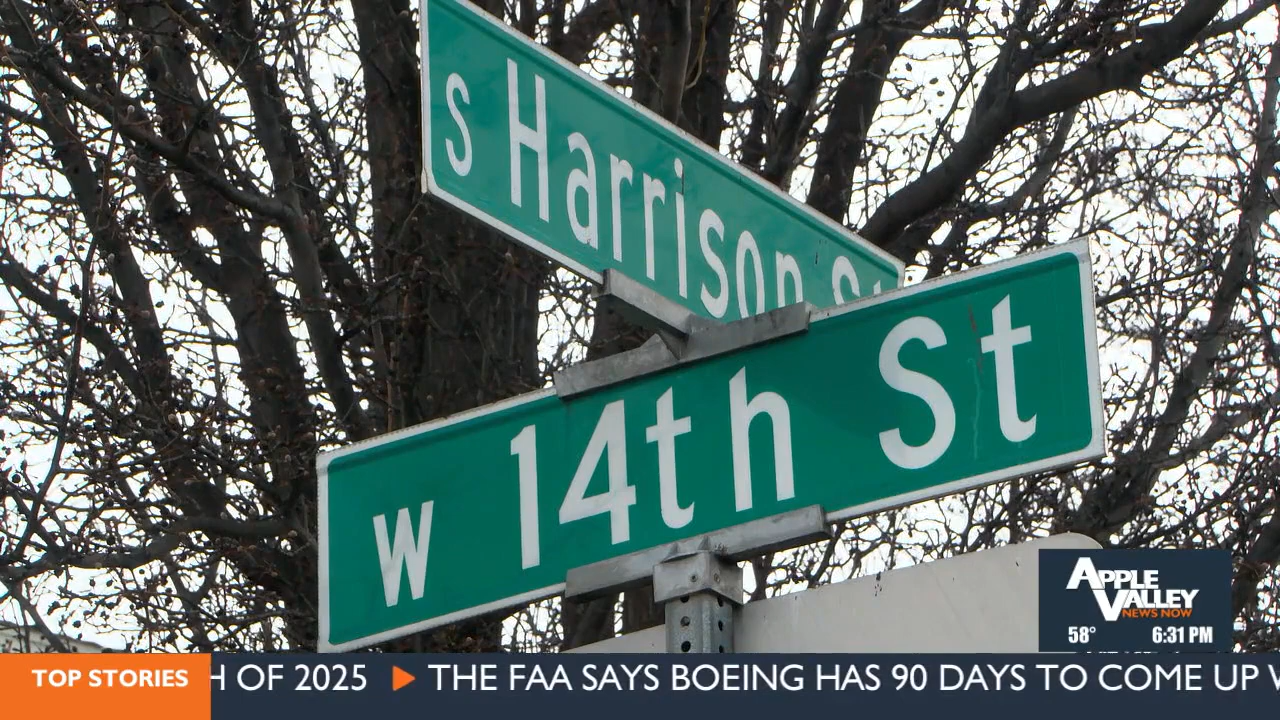 S Harrison St
W 14th St
APPLE
VALLEY
NEWS NOW
58° 6:31 PM
TOP STORIES H OF 2025 THE FAA SAYS BOEING HAS 90 DAYS TO COME UP